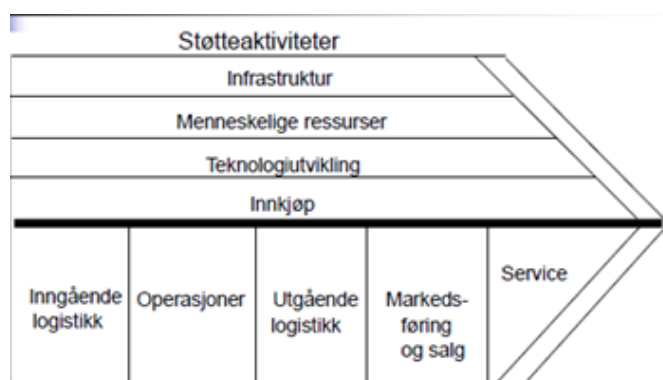 Støtteaktiviteter
Infrastruktur
Menneskelige ressurser
Teknologiutvikling
Innkjøp
Inngående
logistikk
Operasjoner
Utgående
logistikk
Markeds-
føring
og salg
Service